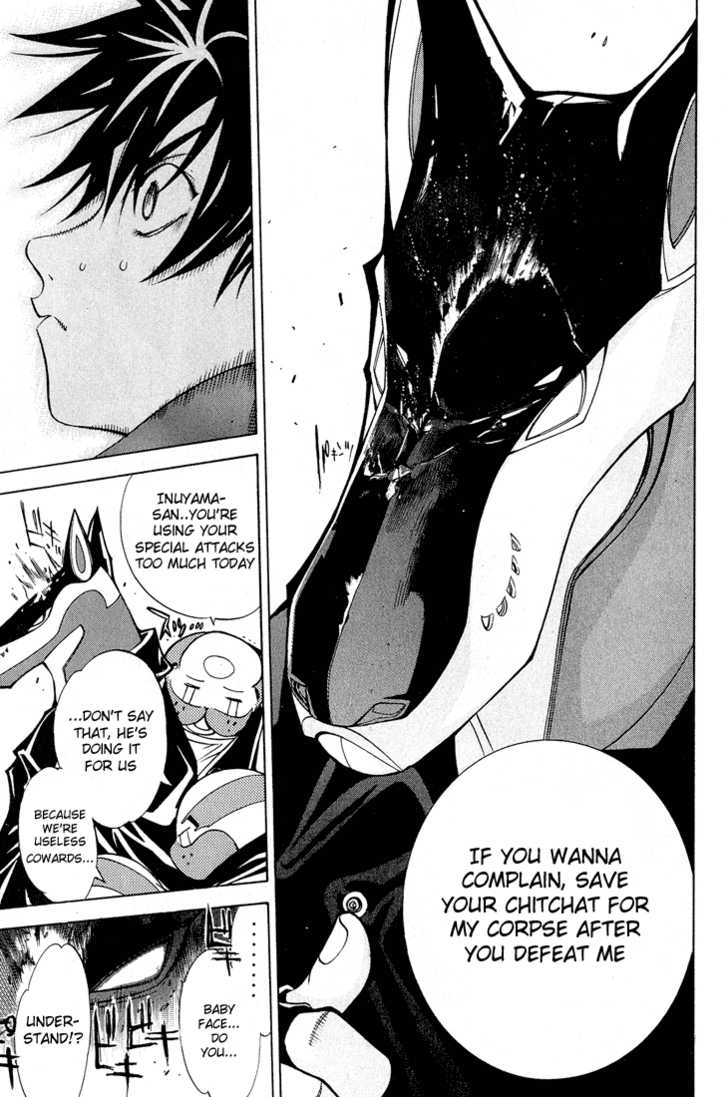 IF YOU WANNA
COMPLAIN, SAVE
YOUR CHITCHAT FOR
MY CORPSE AFTER
YOU DEFEAT ME
INUYAMA-
SAN..YOU'RE
USING YOUR
SPECIAL ATTACKS
TOO MUCH TODAY
...DON'T SAY
THAT, HE'S
DOING IT
FOR US
BECAUSE
WE'RE
USELESS
COWARDS...
BABY
FACE...
DO
YOU...
UNDER-
STAND!?